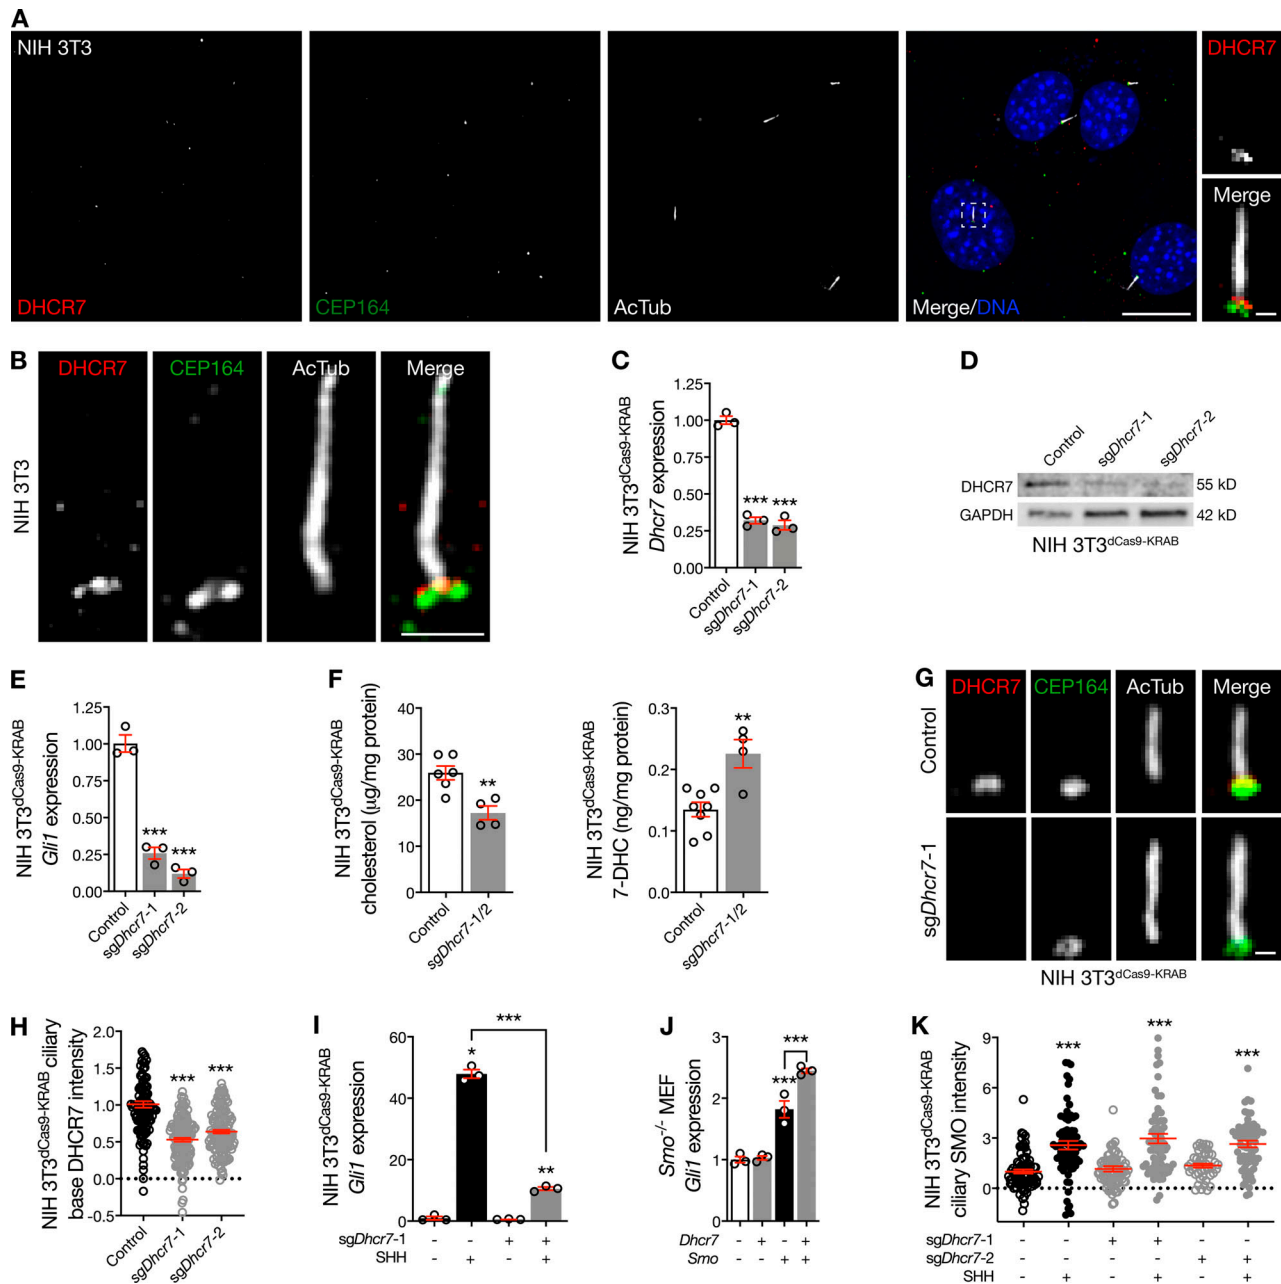 A
NIH 3T3
DHCR7
CEP164
AcTub
Merge/DNA
DHCR7
Merge
B
DHCR7
CEP164
AcTub
Merge
NIH 3T3
C
NIH 3T3dCas9-KRAB
Dhcr7 expression
1.25
1.00
0.75
0.50
0.25
0.00
***
***
Control
sgDhcr7-1
sgDhcr7-2
D
Control
sgDhcr7-1
sgDhcr7-2
DHCR7
55 kD
GAPDH
42 kD
NIH 3T3dCas9-KRAB
E
NIH 3T3dCas9-KRAB
Gli1 expression
1.25
1.00
0.75
0.50
0.25
0.00
***
***
Control
sgDhcr7-1
sgDhcr7-2
F
NIH 3T3dCas9-KRAB
cholesterol (µg/mg protein)
40
30
20
10
0
**
Control
sgDhcr7-1/2
NIH 3T3dCas9-KRAB
7-DHC (ng/mg protein)
0.3
0.2
0.1
0.0
**
Control
sgDhcr7-1/2
G
DHCR7
CEP164
AcTub
Merge
Control
sgDhcr7-1
NIH 3T3dCas9-KRAB
H
NIH 3T3dCas9-KRAB ciliary
base DHCR7 intensity
2.0
1.5
1.0
0.5
0.0
-0.5
***
***
Control
sgDhcr7-1
sgDhcr7-2
I
NIH 3T3dCas9-KRAB
Gli1 expression
60
40
20
0
***
*
**
sgDhcr7-1 - - + +
SHH - + - +
J
Smo-/- MEF
Gli1 expression
3
2
1
0
***
***
Dhcr7 - + - +
Smo - - + +
K
NIH 3T3dCas9-KRAB
ciliary SMO intensity
9
6
3
0
***
***
***
sgDhcr7-1 - - + + - -
sgDhcr7-2 - - - - + +
SHH - + - + - +